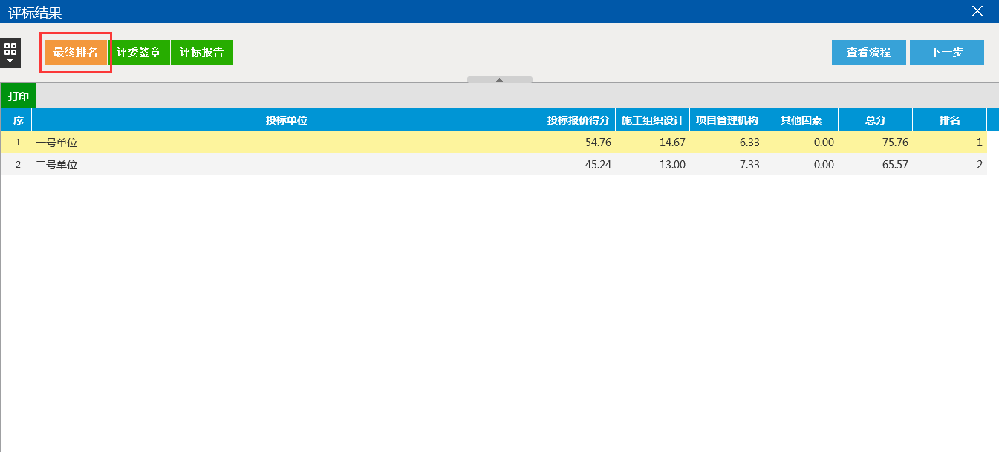 评标结果
最终排名 评委签章 评标报告 查看流程 下一步
打印
序 投标单位 投标报价得分 施工组织设计 项目管理机构 其他因素 总分 排名
1 一号单位 54.76 14.67 6.33 0.00 75.76 1
2 二号单位 45.24 13.00 7.33 0.00 65.57 2